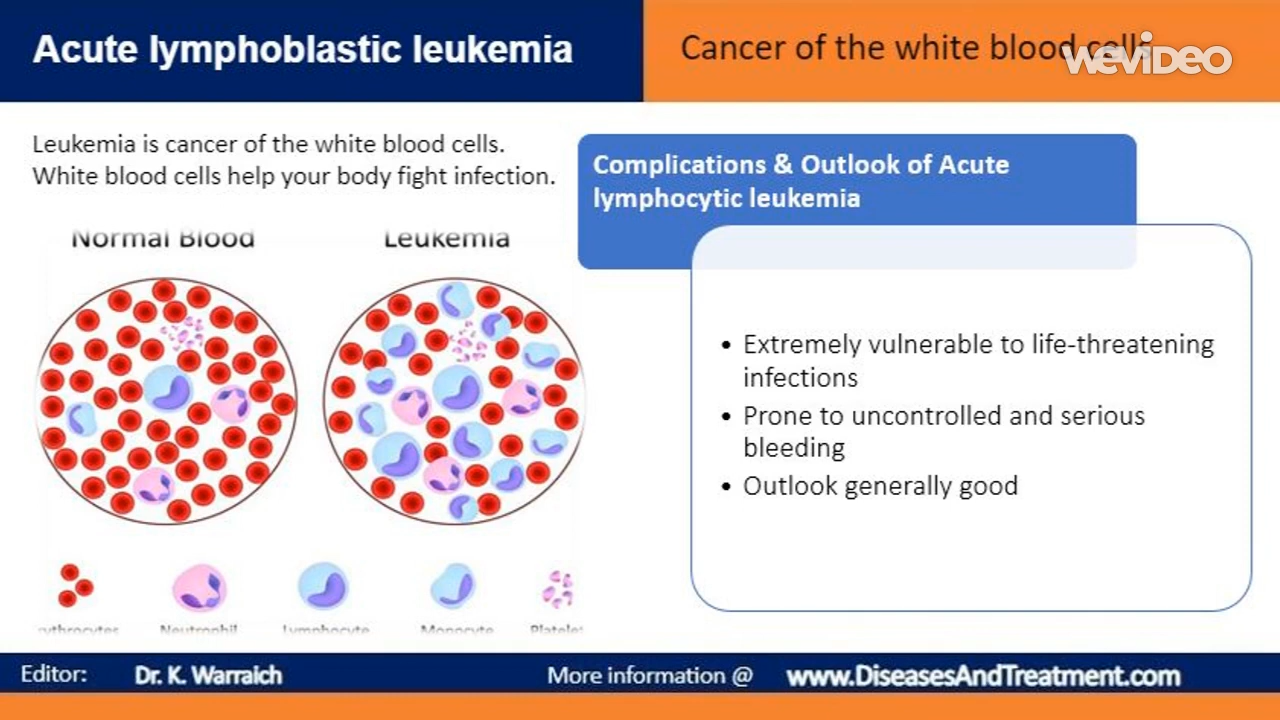 Acute lymphoblastic leukemia
Cancer of the white blood cells
wevideo
Leukemia is cancer of the white blood cells.
White blood cells help your body fight infection.
Complications & Outlook of Acute
lymphocytic leukemia
Normal Blood
Leukemia
• Extremely vulnerable to life-threatening
infections
• Prone to uncontrolled and serious
bleeding
• Outlook generally good
ythrocytes
Neutrophil
Lymphocyte
Monocyte
Platele
Editor:
Dr. K. Warraich
More information @
www.DiseasesAndTreatment.com